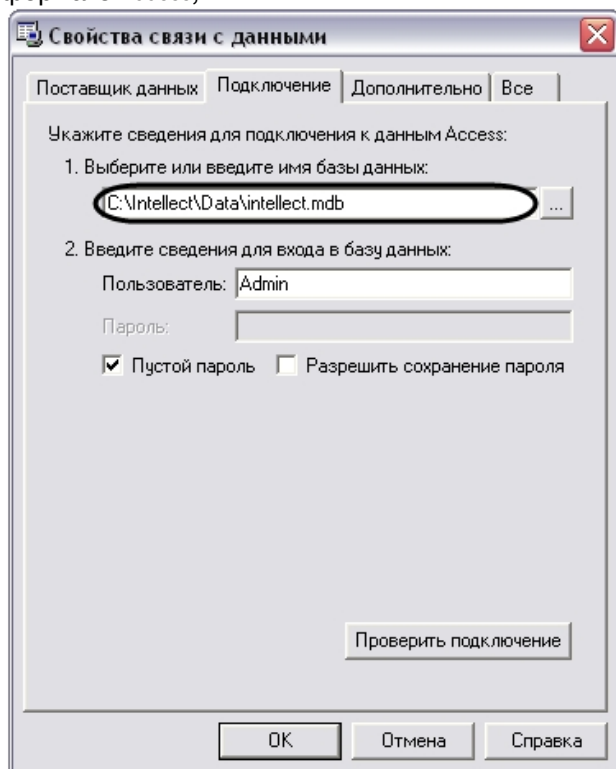 Свойства связи с данными
Поставщик данных Подключение Дополнительно Все
Укажите сведения для подключения к данным Access:
1. Выберите или введите имя базы данных:
C:\Intellect\Data\intellect.mdb ...
2. Введите сведения для входа в базу данных:
Пользователь: Admin
Пароль:
Пустой пароль Разрешить сохранение пароля
Проверить подключение
OK Отмена Справка